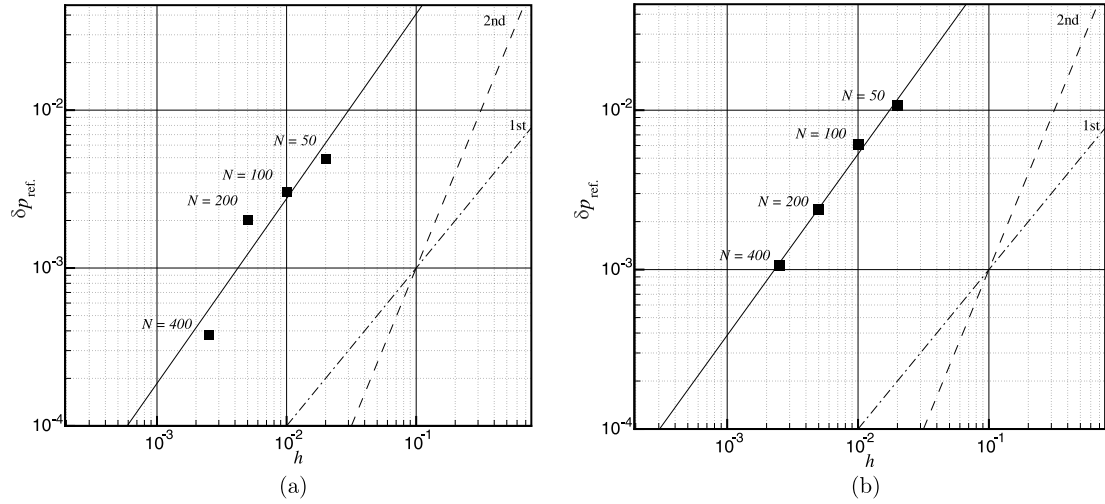 2nd
10^-2
1st
N = 50
N = 100
δp_ref.
N = 200
10^-3
N = 400
10^-4
10^-3
10^-2
10^-1
h
(a)
2nd
10^-2
N = 50
1st
N = 100
δp_ref.
N = 200
10^-3
N = 400
10^-4
10^-3
10^-2
10^-1
h
(b)